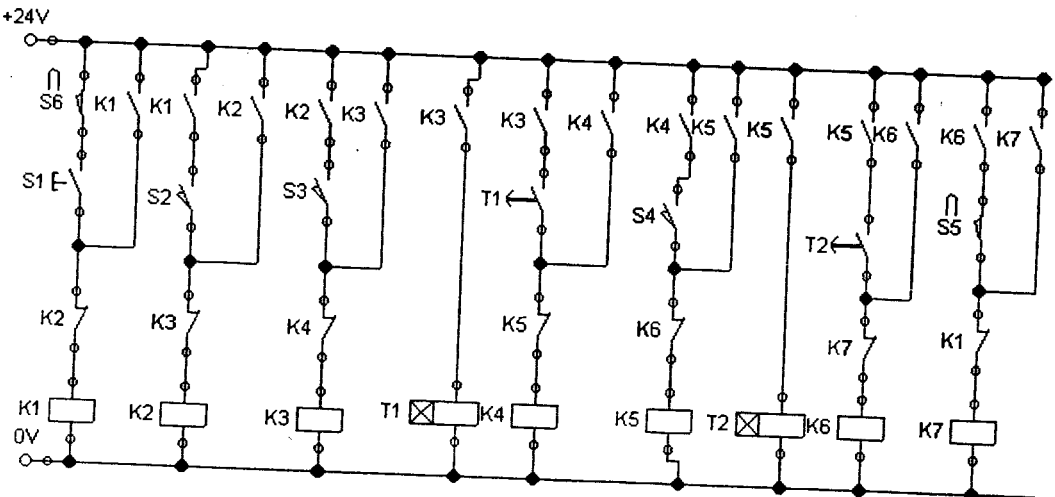 +24V
S6 K1 K1 K2 K2 K3 K3 K3 K4 K4 K5 K5 K5 K6 K6 K7
S1 S2 S3 T1 S4 T2 S5
K2 K3 K4 K5 K6 K7 K1
K1 K2 K3 T1 K4 K5 T2 K6 K7
0V